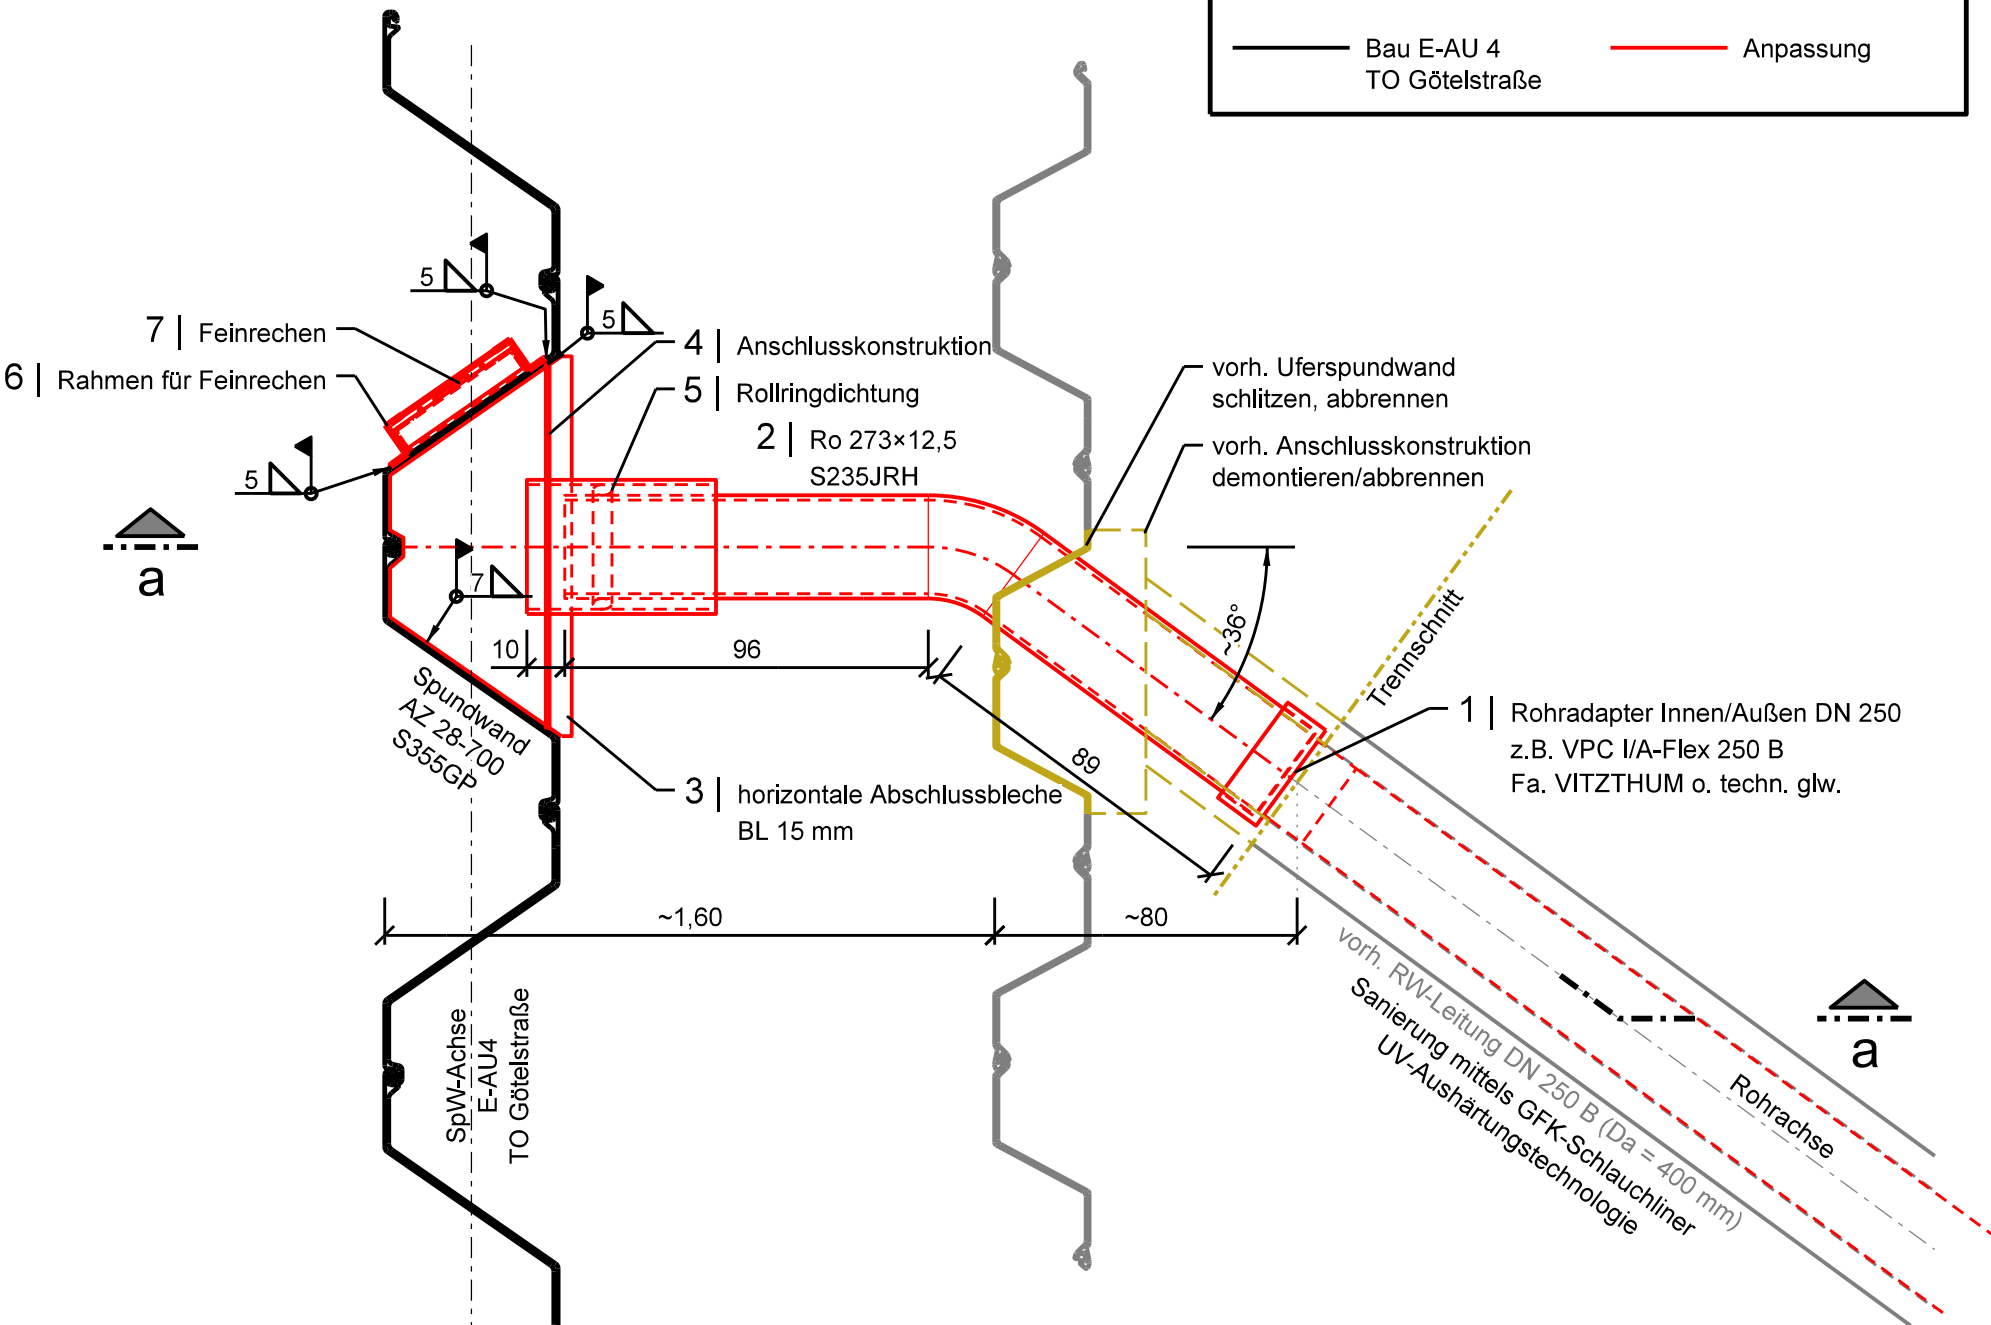 Bau E-AU 4
TO Götelstraße
Anpassung
5
5
7 | Feinrechen
6 | Rahmen für Feinrechen
4 | Anschlusskonstruktion
5 | Rollringdichtung
2 | Ro 273×12,5
S235JRH
vorh. Uferspundwand
schlitzen, abbrennen
vorh. Anschlusskonstruktion
demontieren/abbrennen
5
a
7
10
96
~36°
Trennschnitt
Spundwand
AZ 28-700
S355GP
89
1 | Rohradapter Innen/Außen DN 250
z.B. VPC I/A-Flex 250 B
Fa. VITZTHUM o. techn. glw.
3 | horizontale Abschlussbleche
BL 15 mm
~1,60
~80
SpW-Achse
E-AU4
TO Götelstraße
vorh. RW-Leitung DN 250 B (Da = 400 mm)
Sanierung mittels GFK-Schlauchliner
UV-Aushärtungstechnologie
Rohrachse
a